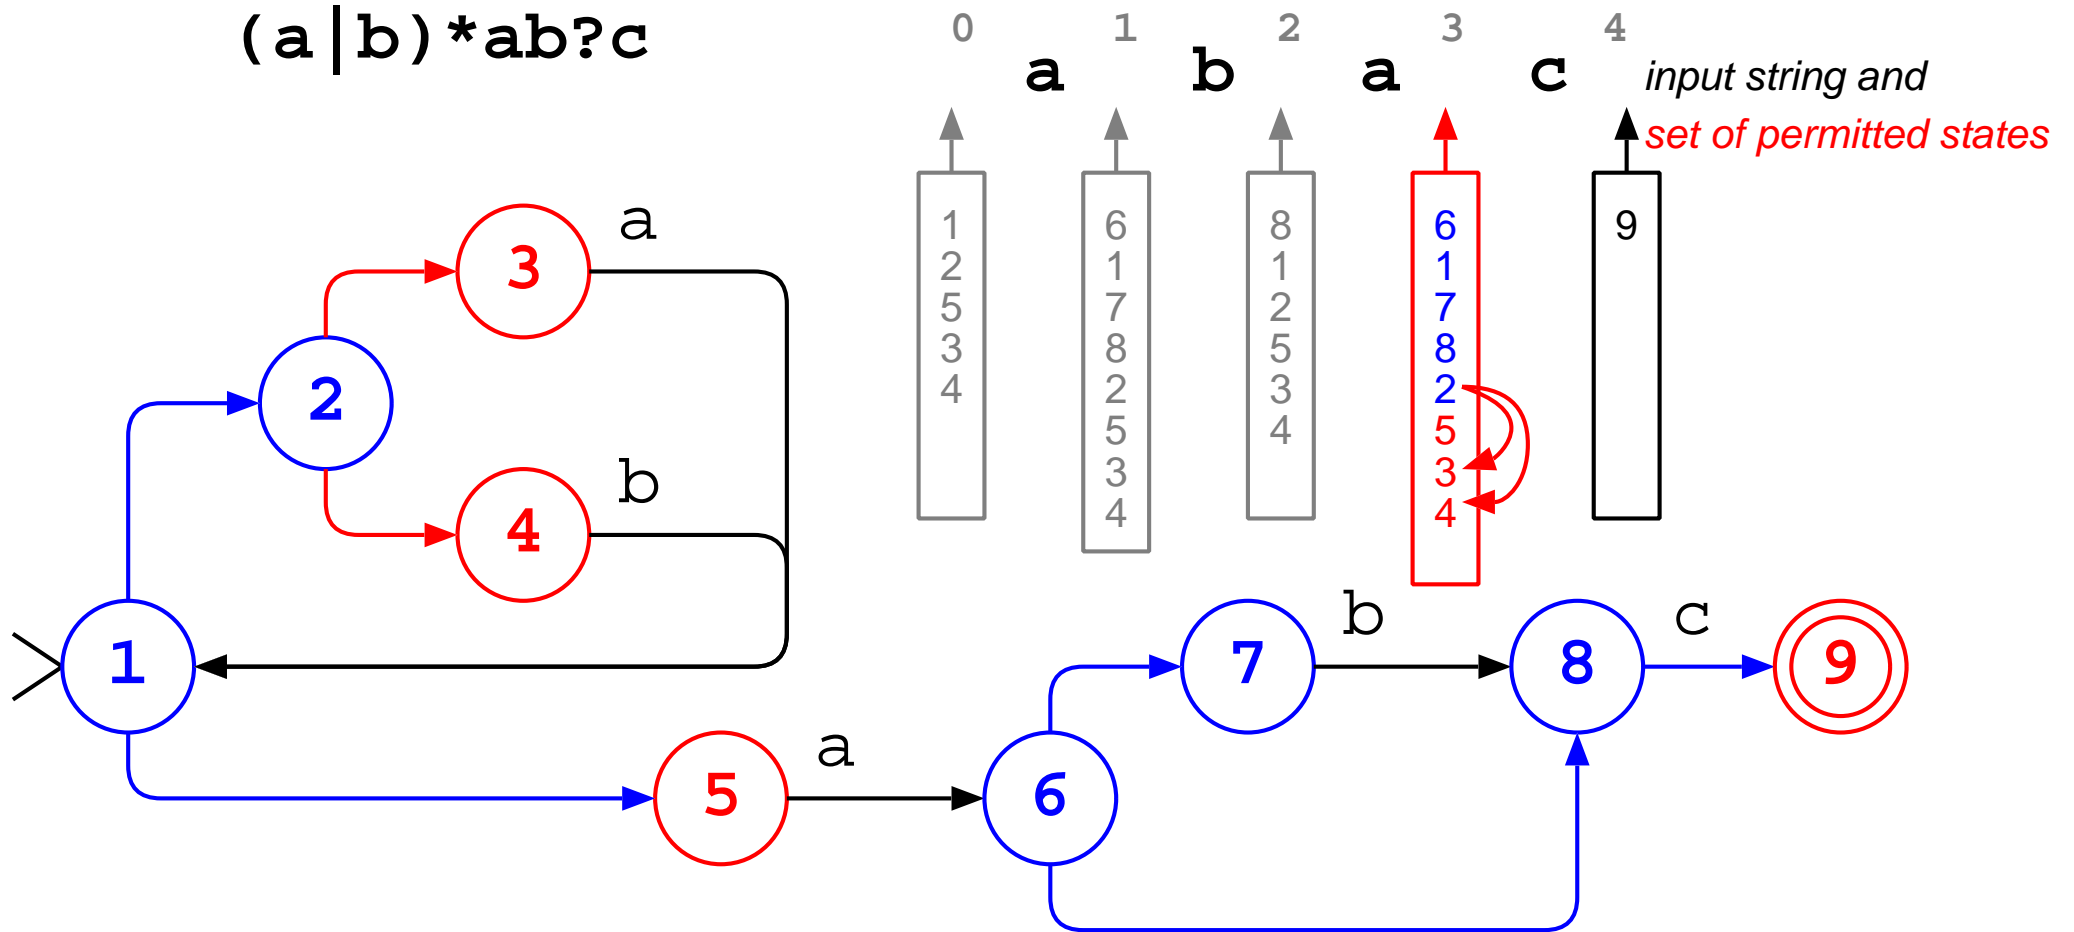 (a|b)*ab?c
0 1 2 3 4
a b a c
input string and
set of permitted states
1 6 8 6 9
2 1 1 1
5 7 2 7
3 8 5 8
4 2 3 2
5 4 5
3 3
4 4
3 a
2
4 b
1
5 a
6
7 b
8 c
9